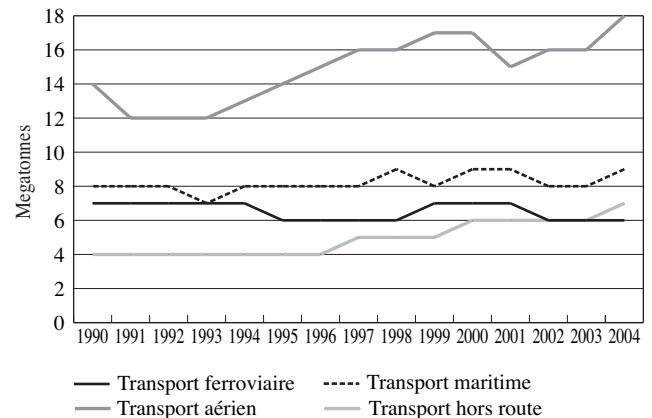 18
16
14
12
10
8
6
4
2
0
Megatonnes
1990 1991 1992 1993 1994 1995 1996 1997 1998 1999 2000 2001 2002 2003 2004
Transport ferroviaire Transport maritime
Transport aérien Transport hors route